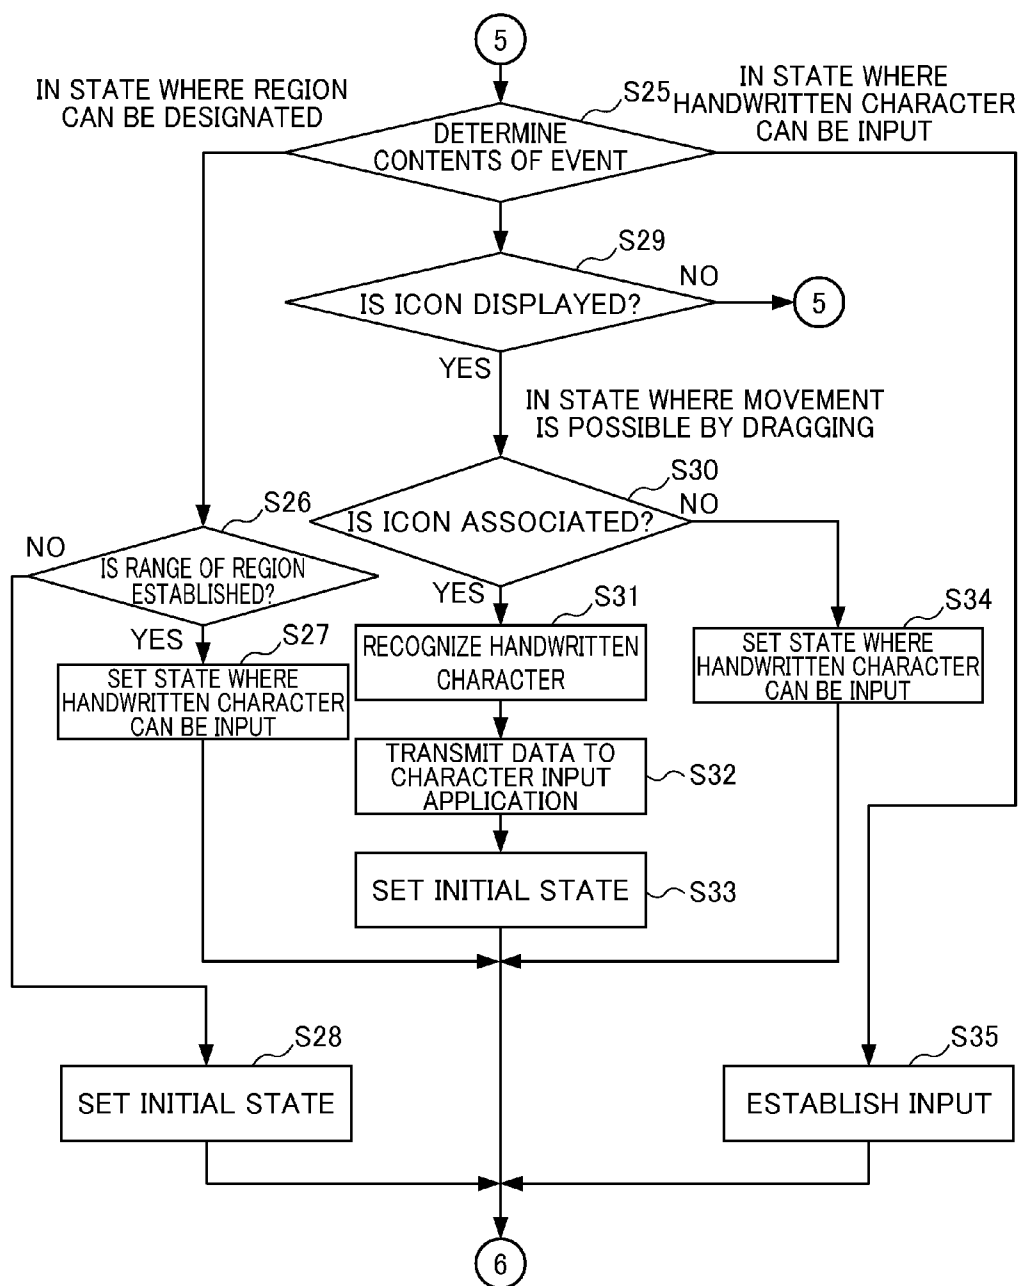 5
IN STATE WHERE REGION
CAN BE DESIGNATED
S25
IN STATE WHERE
HANDWRITTEN CHARACTER
CAN BE INPUT
DETERMINE
CONTENTS OF EVENT
S29
IS ICON DISPLAYED?
NO
5
YES
IN STATE WHERE MOVEMENT
IS POSSIBLE BY DRAGGING
S30
IS ICON ASSOCIATED?
NO
YES
S26
NO
IS RANGE OF REGION
ESTABLISHED?
YES
S27
SET STATE WHERE
HANDWRITTEN CHARACTER
CAN BE INPUT
S31
RECOGNIZE HANDWRITTEN
CHARACTER
S34
SET STATE WHERE
HANDWRITTEN CHARACTER
CAN BE INPUT
TRANSMIT DATA TO
CHARACTER INPUT
APPLICATION
S32
SET INITIAL STATE
S33
S28
SET INITIAL STATE
S35
ESTABLISH INPUT
6